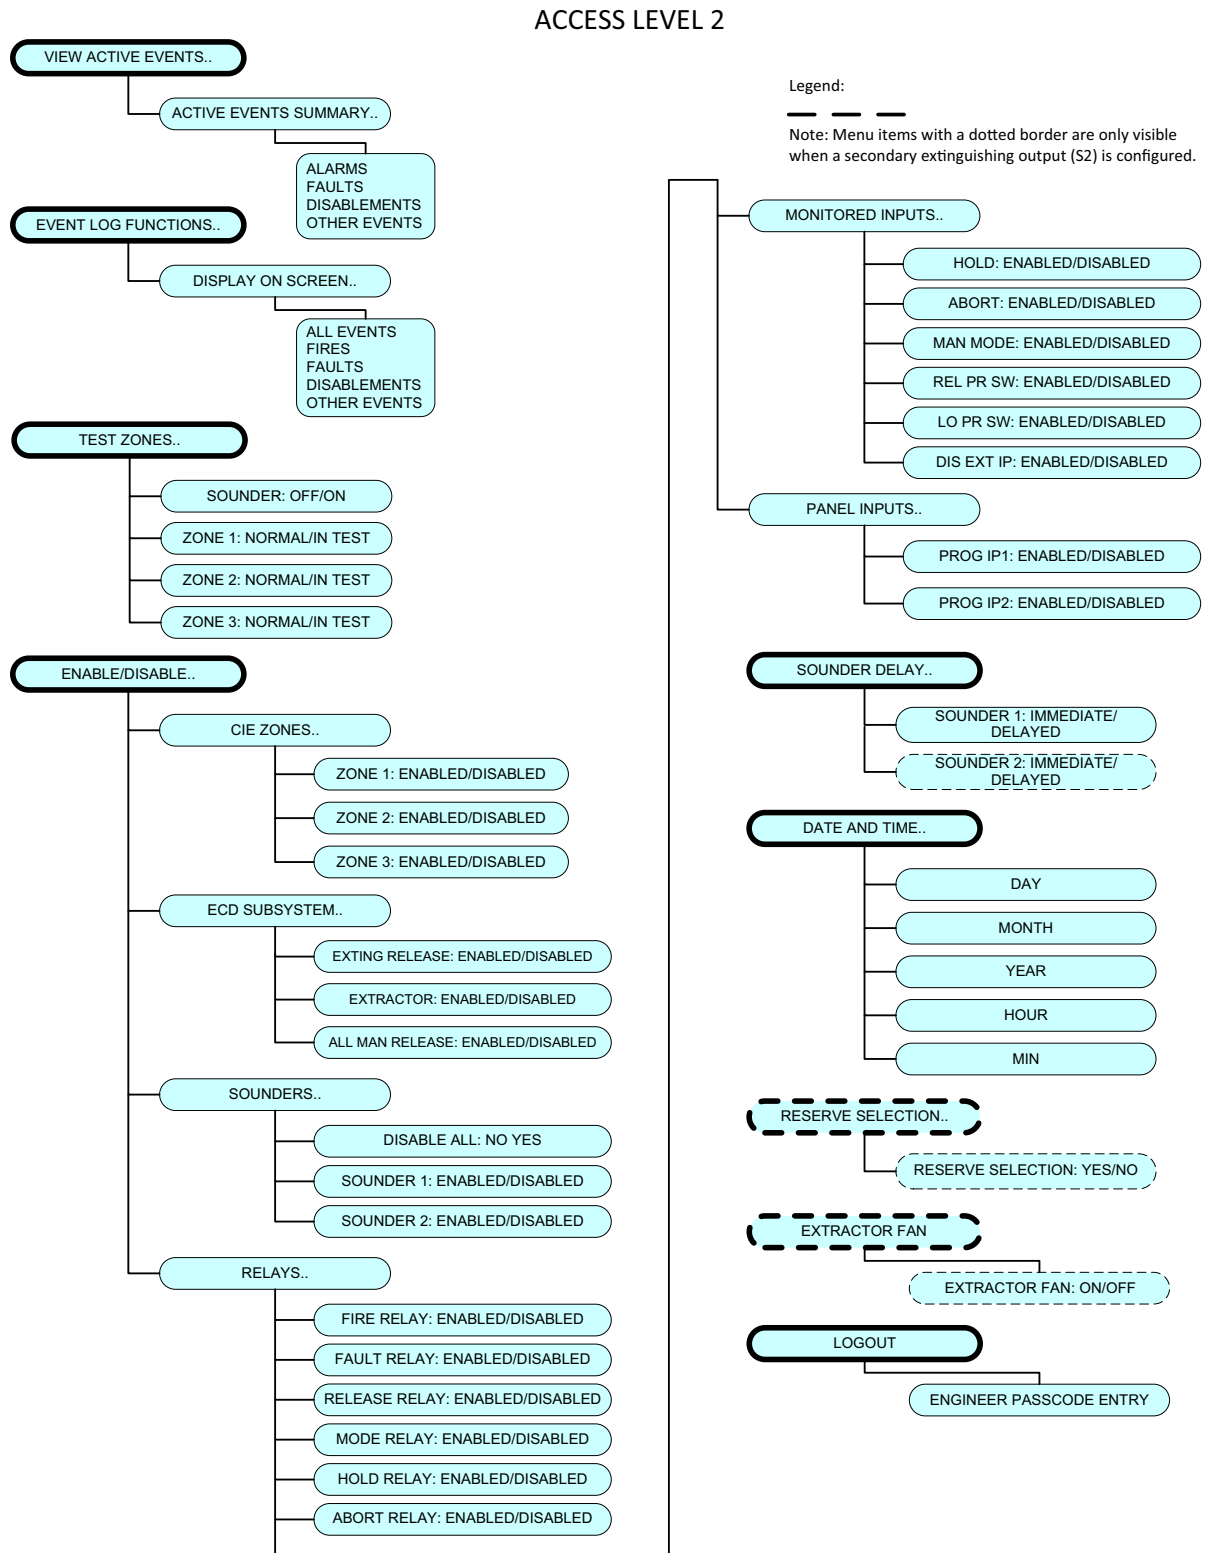 ACCESS LEVEL 2
VIEW ACTIVE EVENTS..
ACTIVE EVENTS SUMMARY..
ALARMS
FAULTS
DISABLEMENTS
OTHER EVENTS
EVENT LOG FUNCTIONS..
DISPLAY ON SCREEN..
ALL EVENTS
FIRES
FAULTS
DISABLEMENTS
OTHER EVENTS
TEST ZONES..
SOUNDER: OFF/ON
ZONE 1: NORMAL/IN TEST
ZONE 2: NORMAL/IN TEST
ZONE 3: NORMAL/IN TEST
ENABLE/DISABLE..
CIE ZONES..
ZONE 1: ENABLED/DISABLED
ZONE 2: ENABLED/DISABLED
ZONE 3: ENABLED/DISABLED
ECD SUBSYSTEM..
EXTING RELEASE: ENABLED/DISABLED
EXTRACTOR: ENABLED/DISABLED
ALL MAN RELEASE: ENABLED/DISABLED
SOUNDERS..
DISABLE ALL: NO YES
SOUNDER 1: ENABLED/DISABLED
SOUNDER 2: ENABLED/DISABLED
RELAYS..
FIRE RELAY: ENABLED/DISABLED
FAULT RELAY: ENABLED/DISABLED
RELEASE RELAY: ENABLED/DISABLED
MODE RELAY: ENABLED/DISABLED
HOLD RELAY: ENABLED/DISABLED
ABORT RELAY: ENABLED/DISABLED
Legend:
Note: Menu items with a dotted border are only visible
when a secondary extinguishing output (S2) is configured.
MONITORED INPUTS..
HOLD: ENABLED/DISABLED
ABORT: ENABLED/DISABLED
MAN MODE: ENABLED/DISABLED
REL PR SW: ENABLED/DISABLED
LO PR SW: ENABLED/DISABLED
DIS EXT IP: ENABLED/DISABLED
PANEL INPUTS..
PROG IP1: ENABLED/DISABLED
PROG IP2: ENABLED/DISABLED
SOUNDER DELAY..
SOUNDER 1: IMMEDIATE/
DELAYED
SOUNDER 2: IMMEDIATE/
DELAYED
DATE AND TIME..
DAY
MONTH
YEAR
HOUR
MIN
RESERVE SELECTION..
RESERVE SELECTION: YES/NO
EXTRACTOR FAN
EXTRACTOR FAN: ON/OFF
LOGOUT
ENGINEER PASSCODE ENTRY